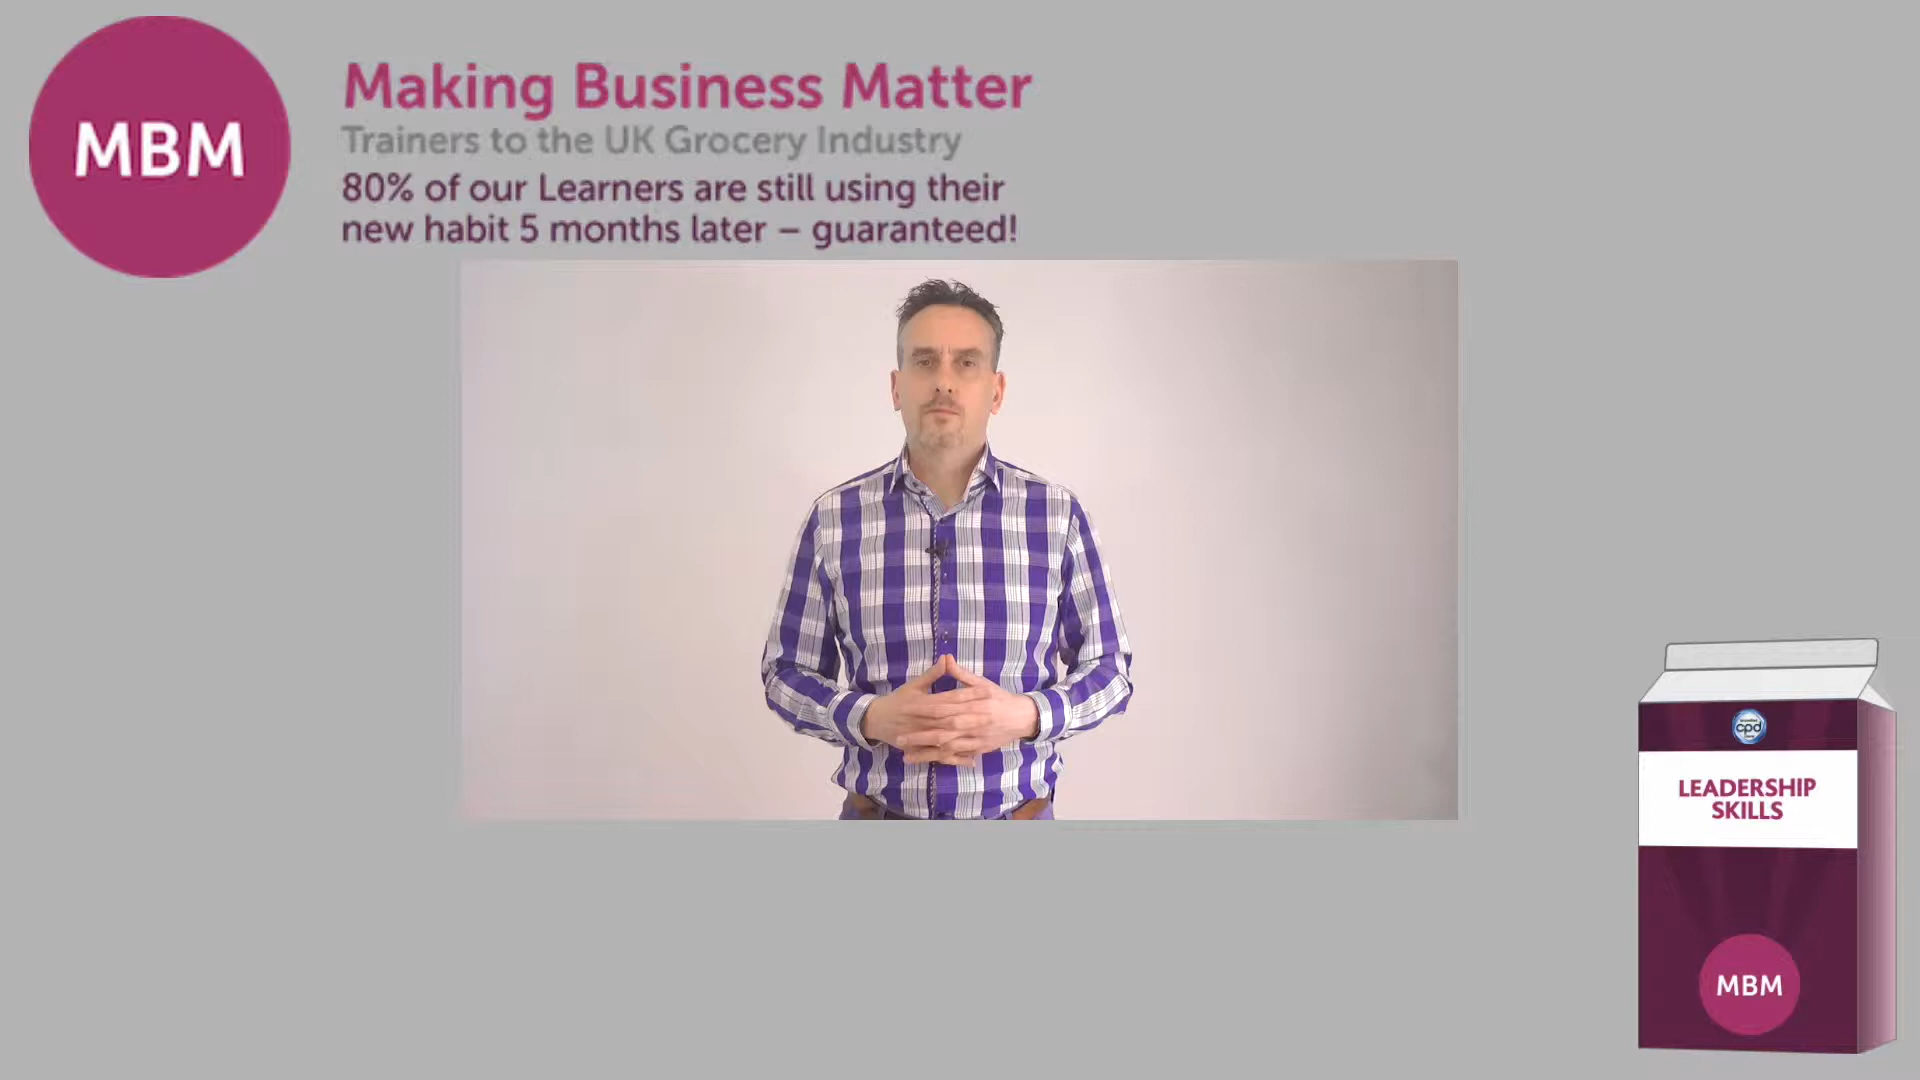 MBM
Making Business Matter
Trainers to the UK Grocery Industry
80% of our Learners are still using their
new habit 5 months later – guaranteed!
cpd
LEADERSHIP
SKILLS
MBM